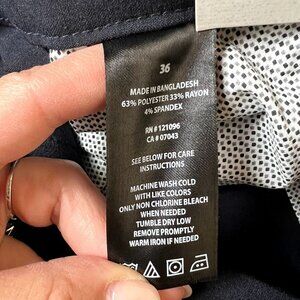 36
MADE IN BANGLADESH
63% POLYESTER 33% RAYON
4% SPANDEX
RN # 121096
CA # 07043
SEE BELOW FOR CARE
INSTRUCTIONS
MACHINE WASH COLD
WITH LIKE COLORS
ONLY NON CHLORINE BLEACH
WHEN NEEDED
TUMBLE DRY LOW
REMOVE PROMPTLY
WARM IRON IF NEEDED